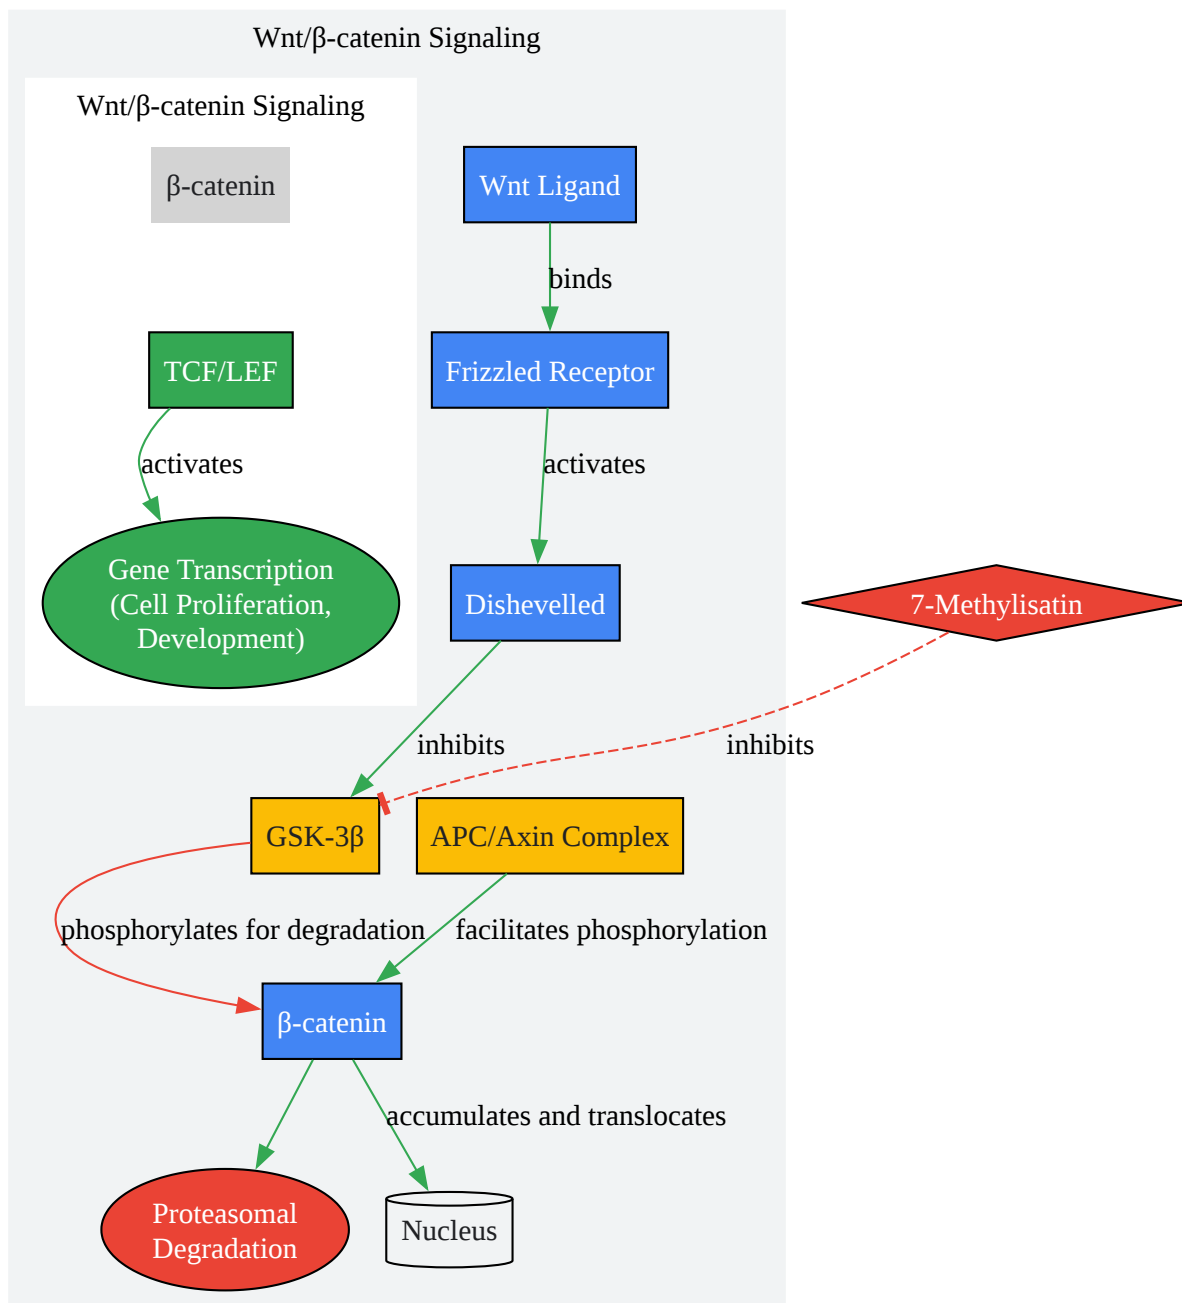 Wnt/β-catenin Signaling
Wnt/β-catenin Signaling
β-catenin
Wnt Ligand
binds
TCF/LEF
Frizzled Receptor
activates
activates
Gene Transcription
(Cell Proliferation,
Development)
Dishevelled
7-Methylisatin
inhibits
inhibits
GSK-3β
APC/Axin Complex
phosphorylates for degradation
facilitates phosphorylation
β-catenin
accumulates and translocates
Proteasomal
Degradation
Nucleus